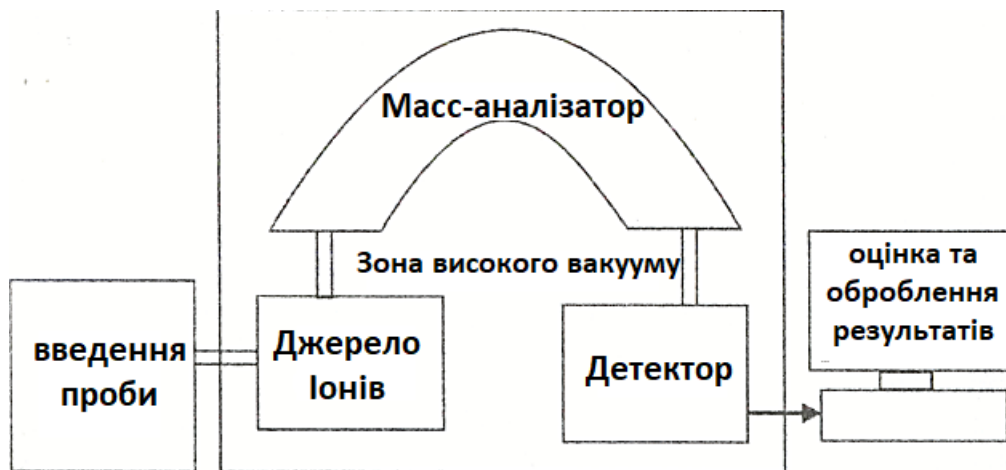 Масс-аналізатор
Зона високого вакууму
введення
проби
Джерело
Іонів
Детектор
оцінка та
оброблення
результатів